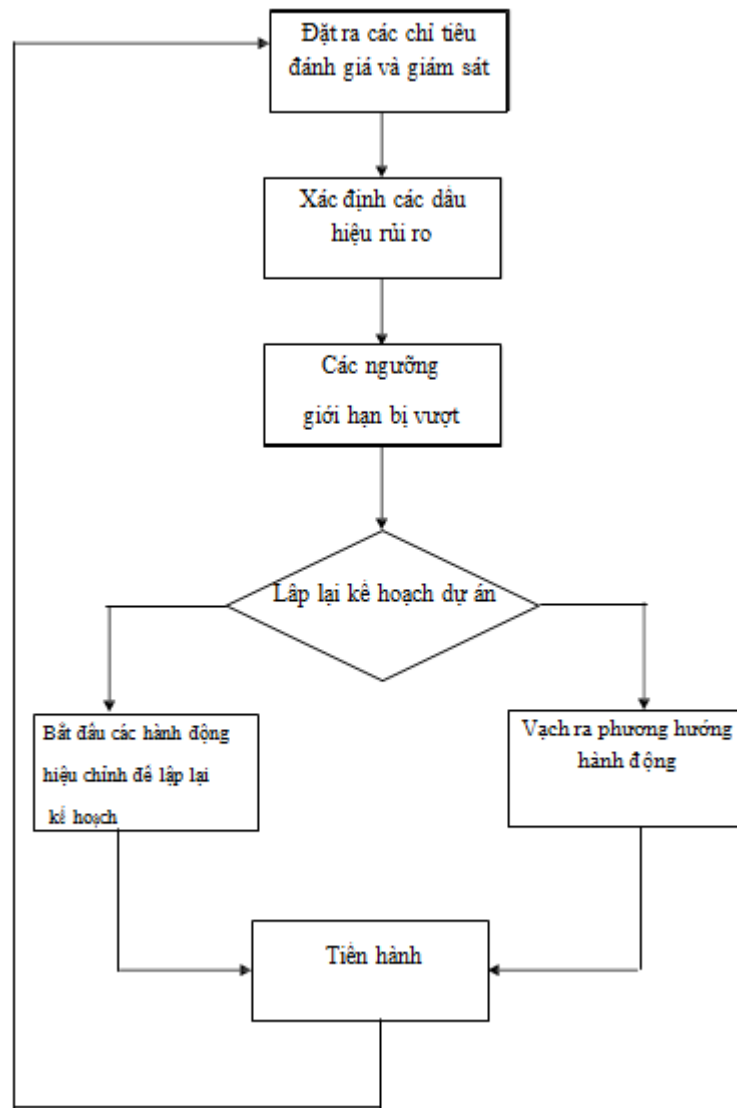 Đặt ra các chỉ tiêu
đánh giá và giám sát
Xác định các dấu
hiệu rủi ro
Các ngưỡng
giới hạn bị vượt
Lập lại kế hoạch dự án
Bắt đầu các hành động
hiệu chỉnh để lập lại
kế hoạch
Vạch ra phương hướng
hành động
Tiến hành